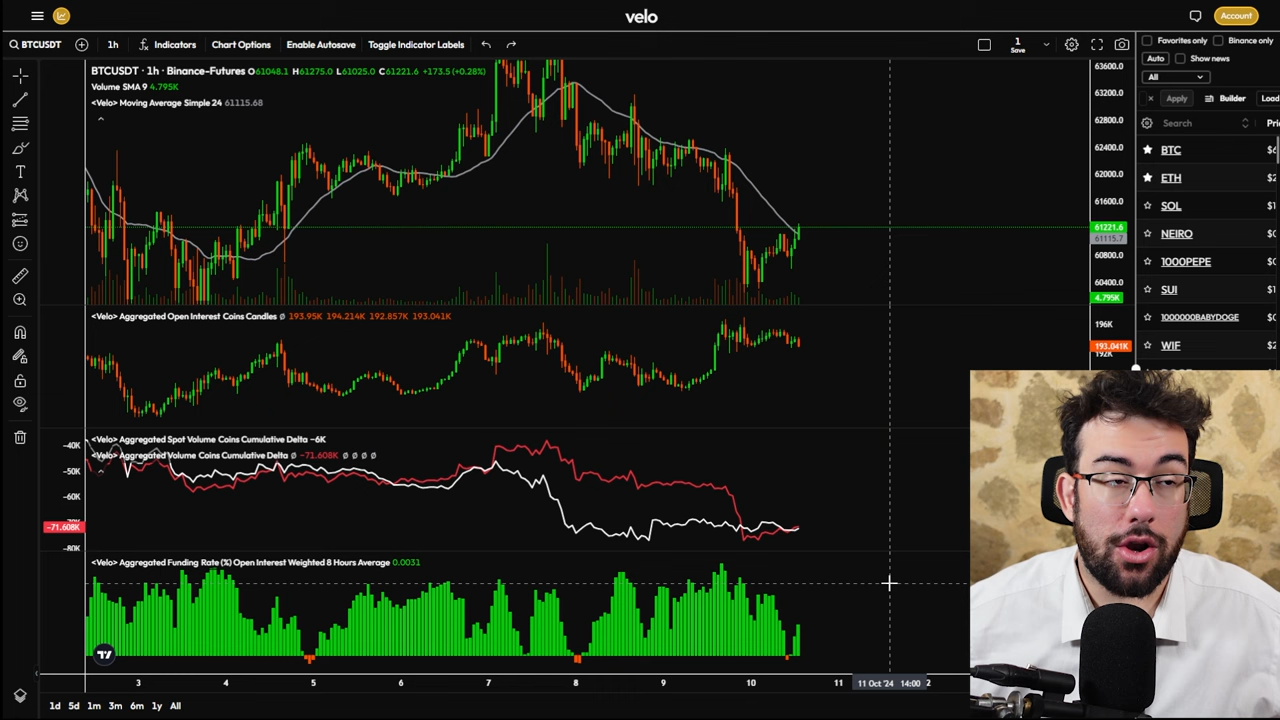 velo
Account
BTCUSDT
1h
Indicators
Chart Options
Enable Autosave
Toggle Indicator Labels
1
Save
Favorites only
Binance only
Auto
Show news
All
Apply
Builder
Load
Search
BTC
ETH
SOL
NEIRO
1000PEPE
SUI
1000000BABYDOGE
WIF
BTCUSDT · 1h · Binance-Futures O61048.1 H61275.0 L61025.0 C61221.6 +173.5 (+0.28%)
Volume SMA 9 4.795K
<Velo> Moving Average Simple 24 61115.68
63600.0
63200.0
62800.0
62400.0
62000.0
61600.0
61221.6
61115.7
60800.0
60400.0
4.795K
<Velo> Aggregated Open Interest Coins Candles Ø 193.95K 194.214K 192.857K 193.041K
196K
193.041K
192K
<Velo> Aggregated Spot Volume Coins Cumulative Delta −6K
<Velo> Aggregated Volume Coins Cumulative Delta Ø −71.608K Ø Ø Ø Ø
-40K
-50K
-60K
-71.608K
-80K
<Velo> Aggregated Funding Rate (%) Open Interest Weighted 8 Hours Average 0.0031
3 4 5 6 7 8 9 10 11 11 Oct '24 14:00
1d 5d 1m 3m 6m 1y All